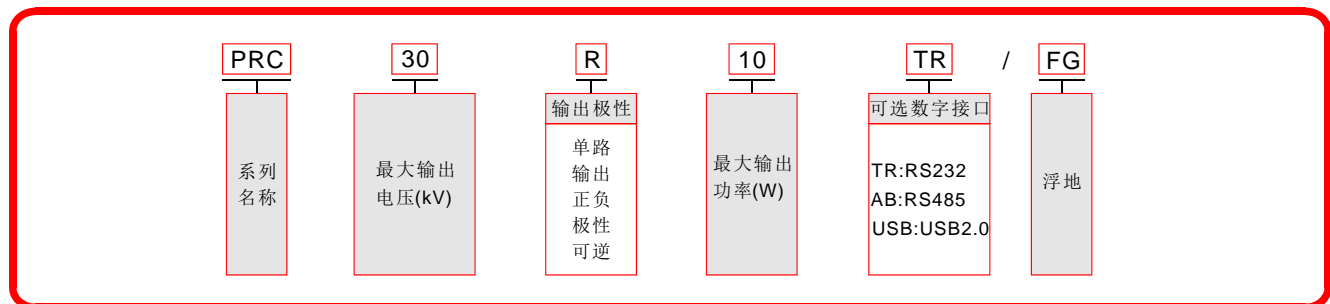 PRC 30 R 10 TR / FG
系列
名称
最大输出
电压(kV)
输出极性
单路
输出
正负
极性
可逆
最大输出
功率(W)
可选数字接口
TR:RS232
AB:RS485
USB:USB2.0
浮地